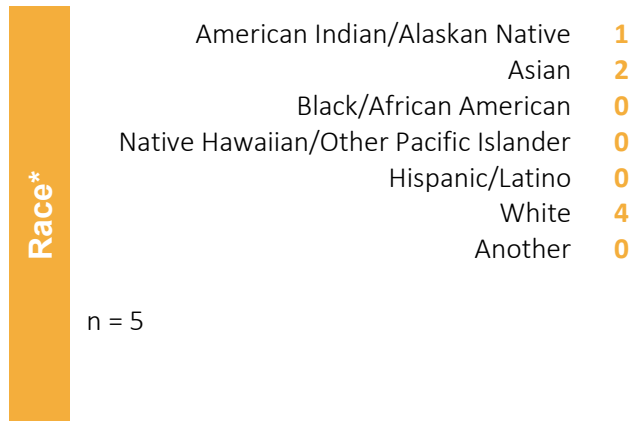 Race*
American Indian/Alaskan Native 1
Asian 2
Black/African American 0
Native Hawaiian/Other Pacific Islander 0
Hispanic/Latino 0
White 4
Another 0
n = 5